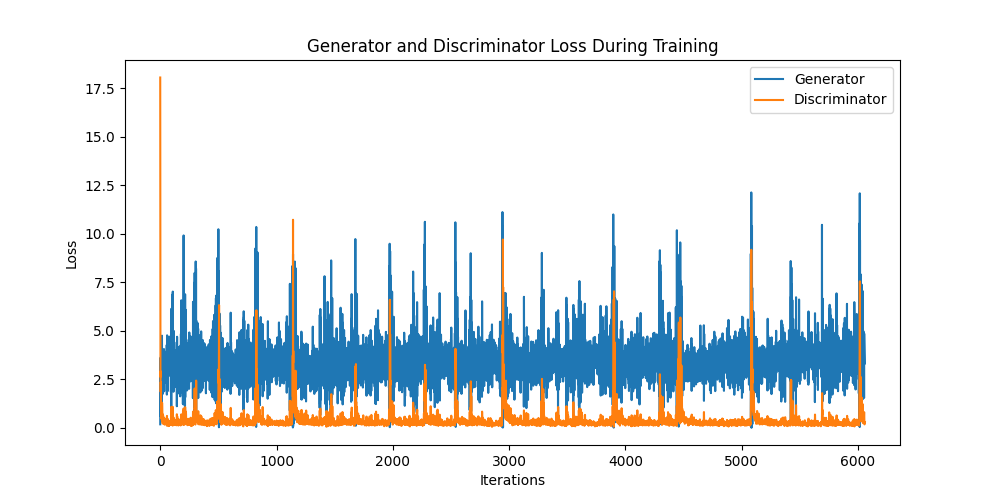 Generator and Discriminator Loss During Training
Generator
Discriminator
Loss
17.5
15.0
12.5
10.0
7.5
5.0
2.5
0.0
0 1000 2000 3000 4000 5000 6000
Iterations